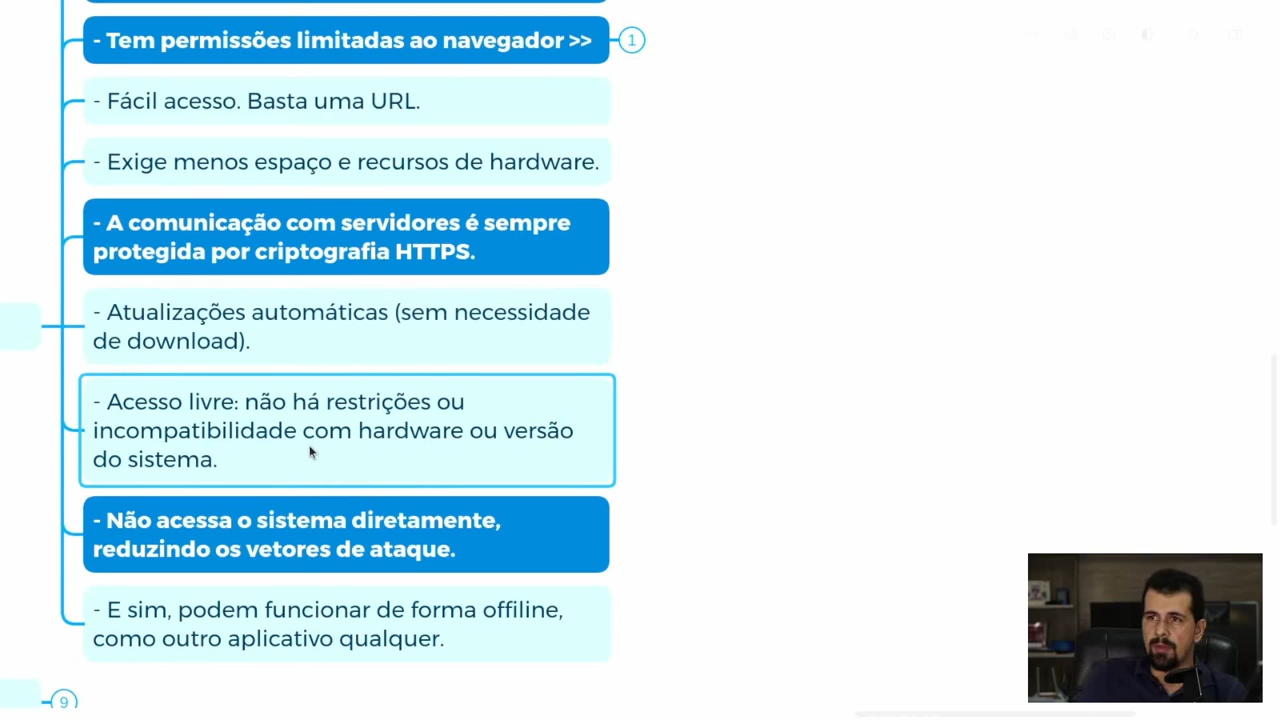 - Tem permissões limitadas ao navegador >>
1
- Fácil acesso. Basta uma URL.
- Exige menos espaço e recursos de hardware.
- A comunicação com servidores é sempre
protegida por criptografia HTTPS.
- Atualizações automáticas (sem necessidade
de download).
- Acesso livre: não há restrições ou
incompatibilidade com hardware ou versão
do sistema.
- Não acessa o sistema diretamente,
reduzindo os vetores de ataque.
- E sim, podem funcionar de forma offiline,
como outro aplicativo qualquer.
9